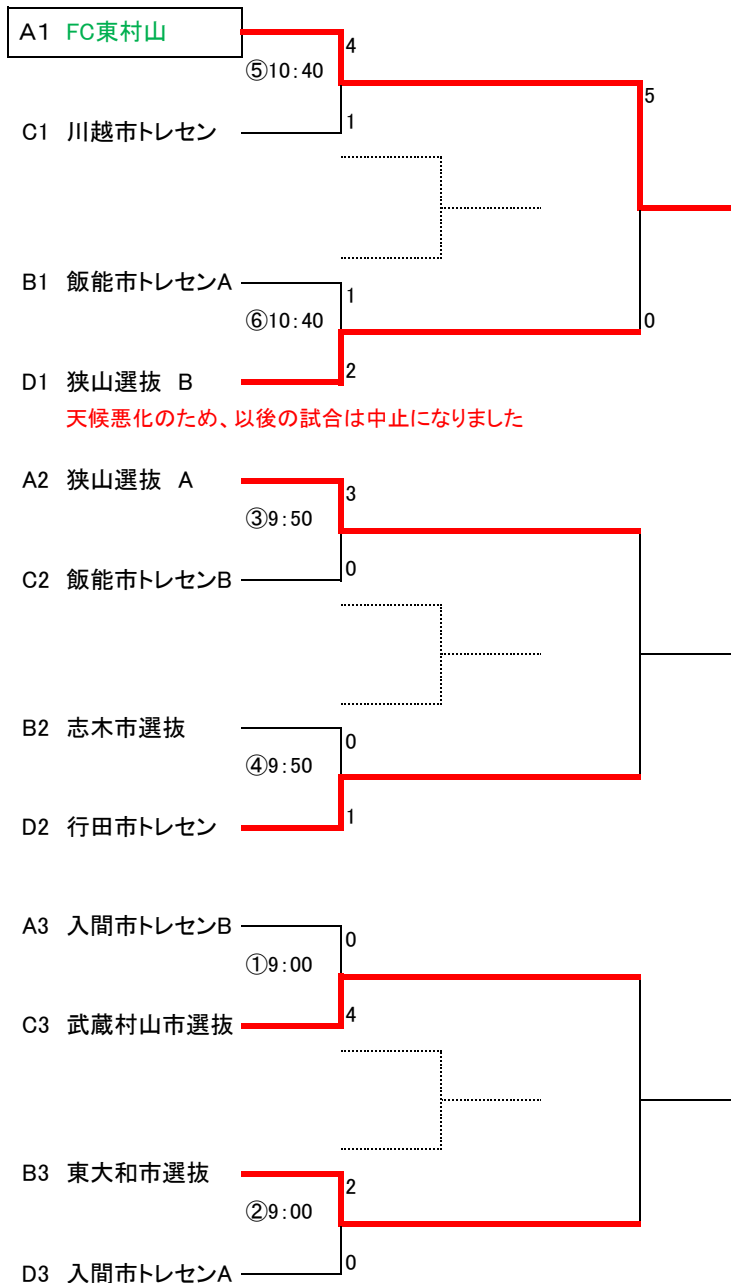 A1 FC東村山
4
⑤10:40
5
C1 川越市トレセン
1
B1 飯能市トレセンA
1
⑥10:40
0
D1 狭山選抜 B
2
天候悪化のため、以後の試合は中止になりました
A2 狭山選抜 A
3
③9:50
C2 飯能市トレセンB
0
B2 志木市選抜
0
④9:50
D2 行田市トレセン
1
A3 入間市トレセンB
0
①9:00
C3 武蔵村山市選抜
4
B3 東大和市選抜
2
②9:00
D3 入間市トレセンA
0